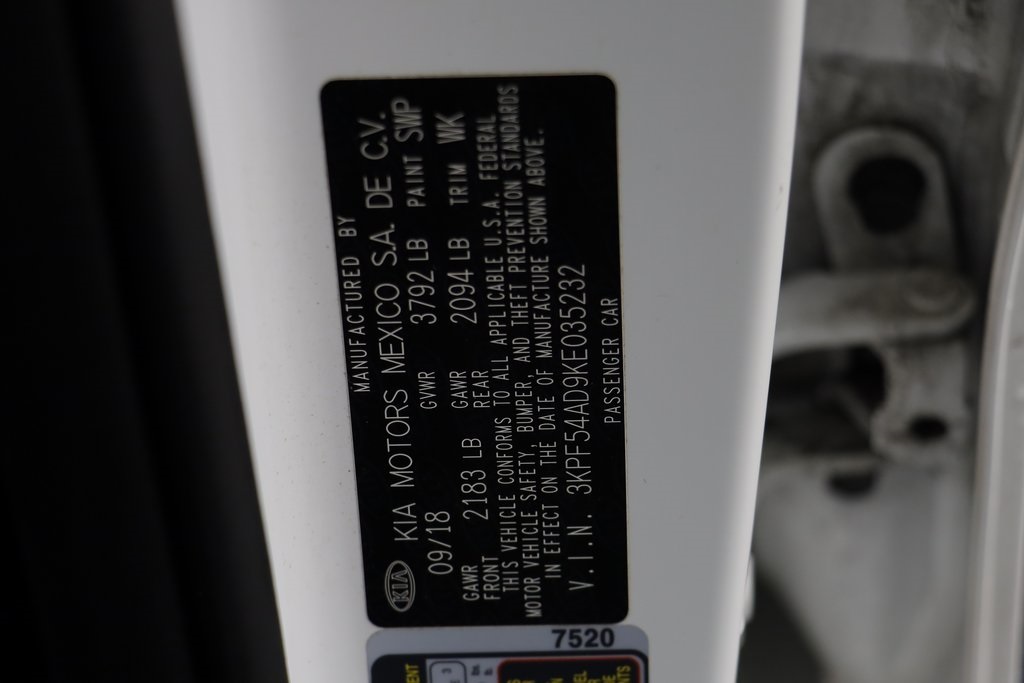 MANUFACTURED BY
KIA KIA MOTORS MEXICO S.A. DE C.V.
09/18 GVWR 3792 LB PAINT SWP
GAWR FRONT 2183 LB GAWR REAR 2094 LB TRIM WK
THIS VEHICLE CONFORMS TO ALL APPLICABLE U.S.A. FEDERAL
MOTOR VEHICLE SAFETY, BUMPER, AND THEFT PREVENTION STANDARDS
IN EFFECT ON THE DATE OF MANUFACTURE SHOWN ABOVE.
V.I.N. 3KPF54AD9KE035232
PASSENGER CAR
7520